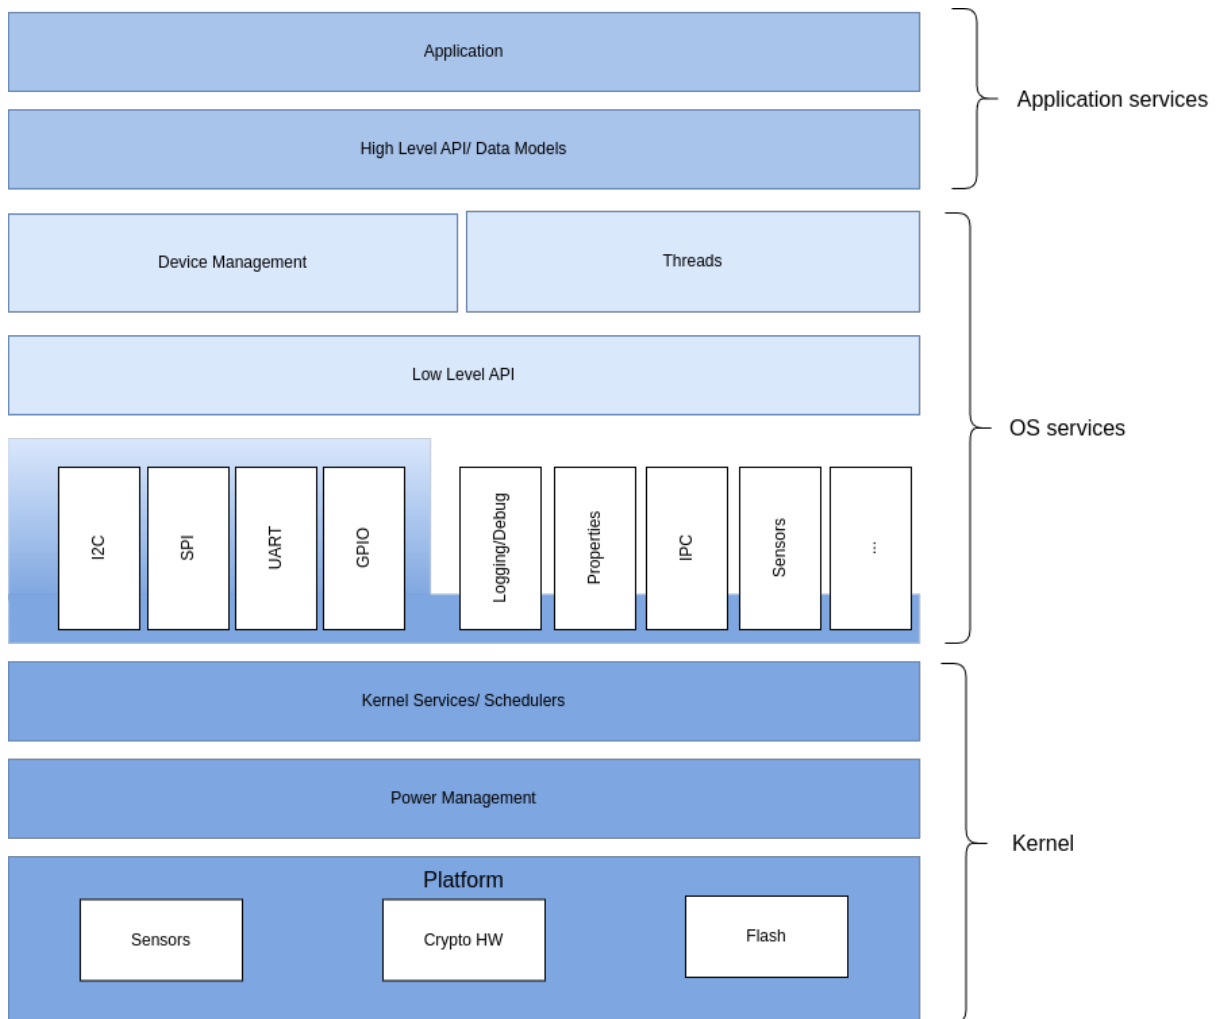 Application
Application services
High Level API/ Data Models
Device Management
Threads
Low Level API
OS services
I2C
SPI
UART
GPIO
Logging/Debug
Properties
IPC
Sensors
...
Kernel Services/ Schedulers
Power Management
Kernel
Platform
Sensors
Crypto HW
Flash